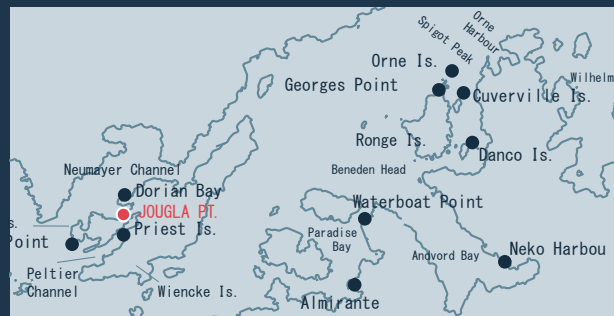 Orne
Harbour
Spigot Peak
Orne Is.
Georges Point
Wilhelm
Cuverville Is.
Ronge Is.
Danco Is.
Beneden Head
Neumayer Channel
Dorian Bay
Waterboat Point
JOUGLA PT.
s.
Priest Is.
Point
Paradise
Bay
Andvord Bay
Neko Harbou
Peltier
Channel
Wiencke Is.
Almirante